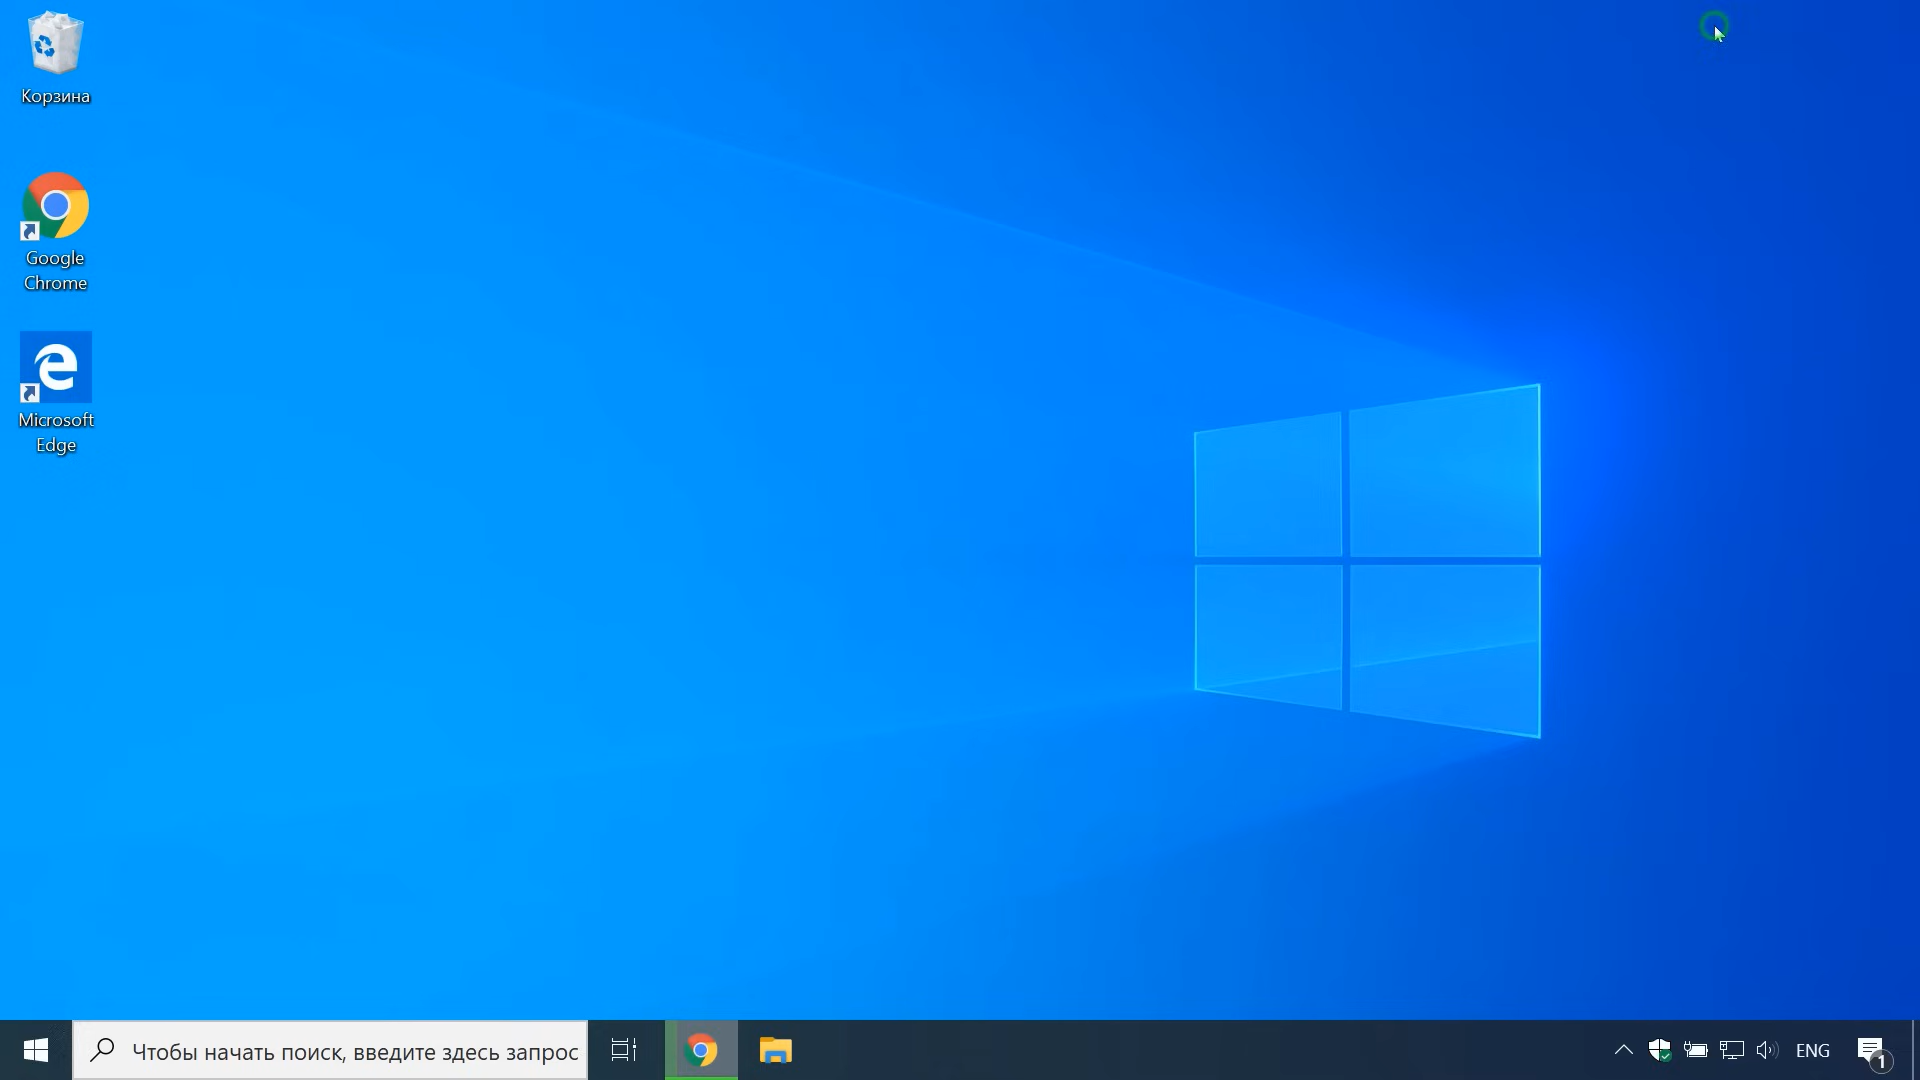 Корзина
Google
Chrome
Microsoft
Edge
Чтобы начать поиск, введите здесь запрос
ENG
1